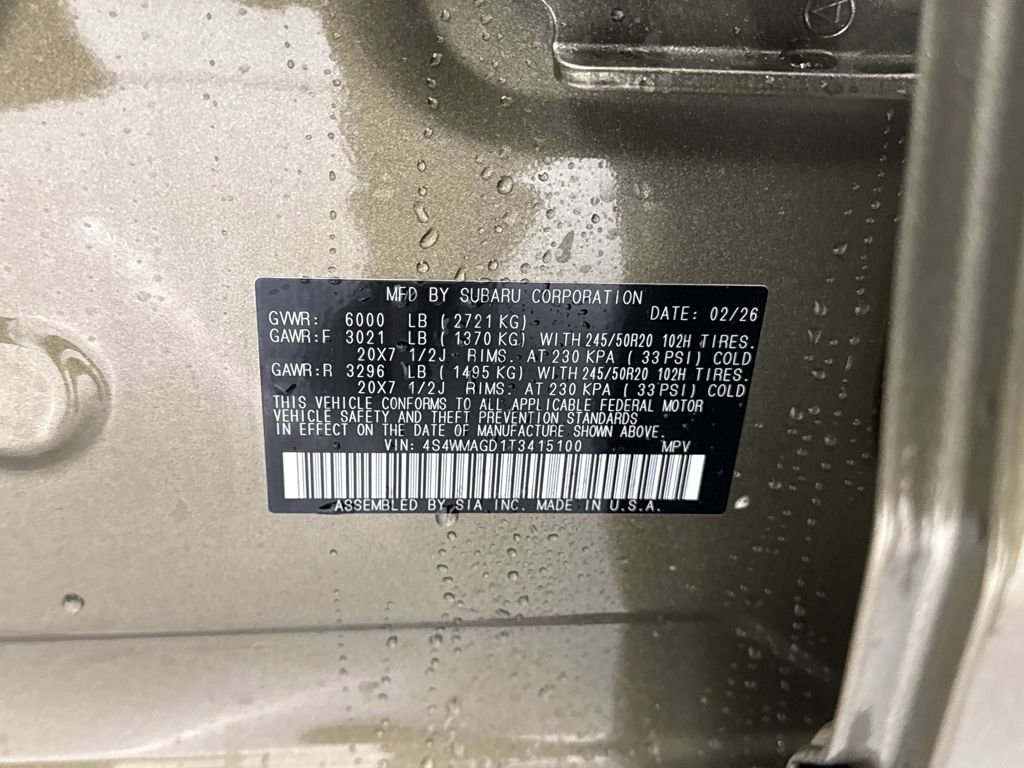 MFD BY SUBARU CORPORATION
GVWR: 6000 LB ( 2721 KG) DATE: 02/26
GAWR:F 3021 LB ( 1370 KG) WITH 245/50R20 102H TIRES.
20X7 1/2J RIMS. AT 230 KPA ( 33 PSI) COLD
GAWR:R 3296 LB ( 1495 KG) WITH 245/50R20 102H TIRES.
20X7 1/2J RIMS. AT 230 KPA ( 33 PSI) COLD
THIS VEHICLE CONFORMS TO ALL APPLICABLE FEDERAL MOTOR
VEHICLE SAFETY AND THEFT PREVENTION STANDARDS
IN EFFECT ON THE DATE OF MANUFACTURE SHOWN ABOVE.
VIN: 4S4WMAGD1T3415100 MPV
ASSEMBLED BY SIA INC. MADE IN U.S.A.